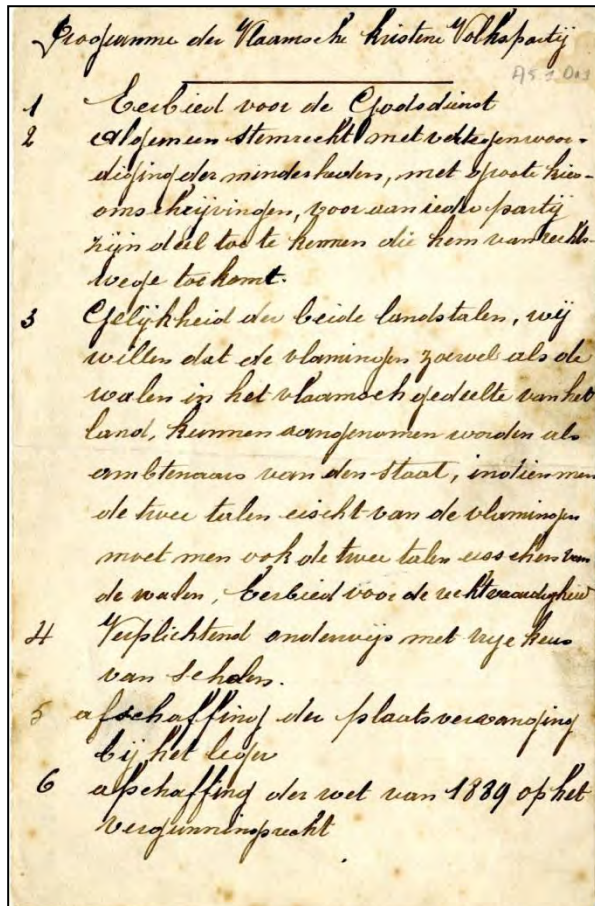 Programme der Vlaamsche kristene Volkspartij
AS 1 D03
1 Eerbied voor de Godsdienst
2 algemeen stemrecht met vertegenwoor-
diging der minderheden, met groote kies-
omschrijvingen, voor aan iedre partij
zijn deel toe te kennen die hem van rechts-
wege toekomt.
3 Gelijkheid der beide landstalen, wij
willen dat de vlamingen zoowel als de
walen in het vlaamsch gedeelte van het
land, kunnen aangenomen worden als
ambtenaars van den staat, indien men
de twee talen eischt van de vlamingen
moet men ook de twee talen eisschen van
de walen, Eerbied voor de rechtvaardigheid
4 Verplichtend onderwijs met vrije keus
van scholen.
5 afschaffing der plaatsvervanging
bij het leger
6 afschaffing der wet van 1889 op het
vergunningsrecht